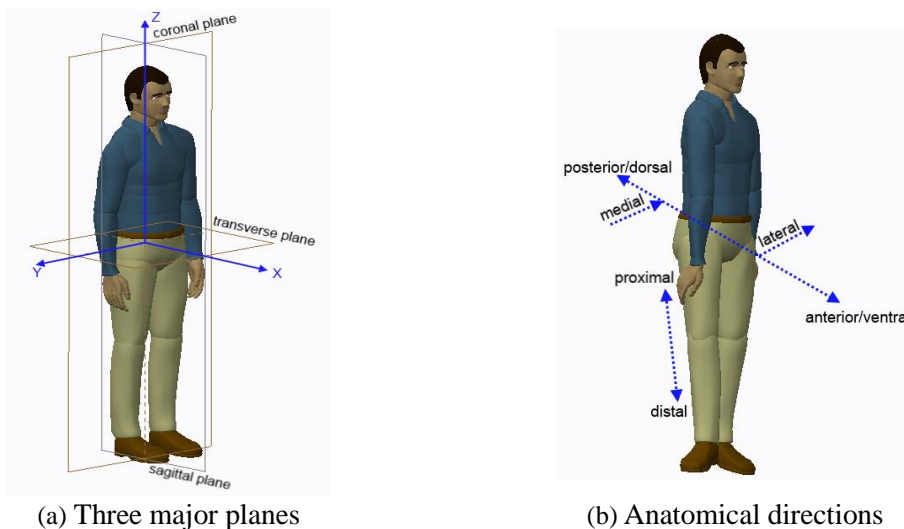 Z
coronal plane
transverse plane
Y
X
sagittal plane
(a) Three major planes
posterior/dorsal
medial
lateral
proximal
anterior/ventra
distal
(b) Anatomical directions